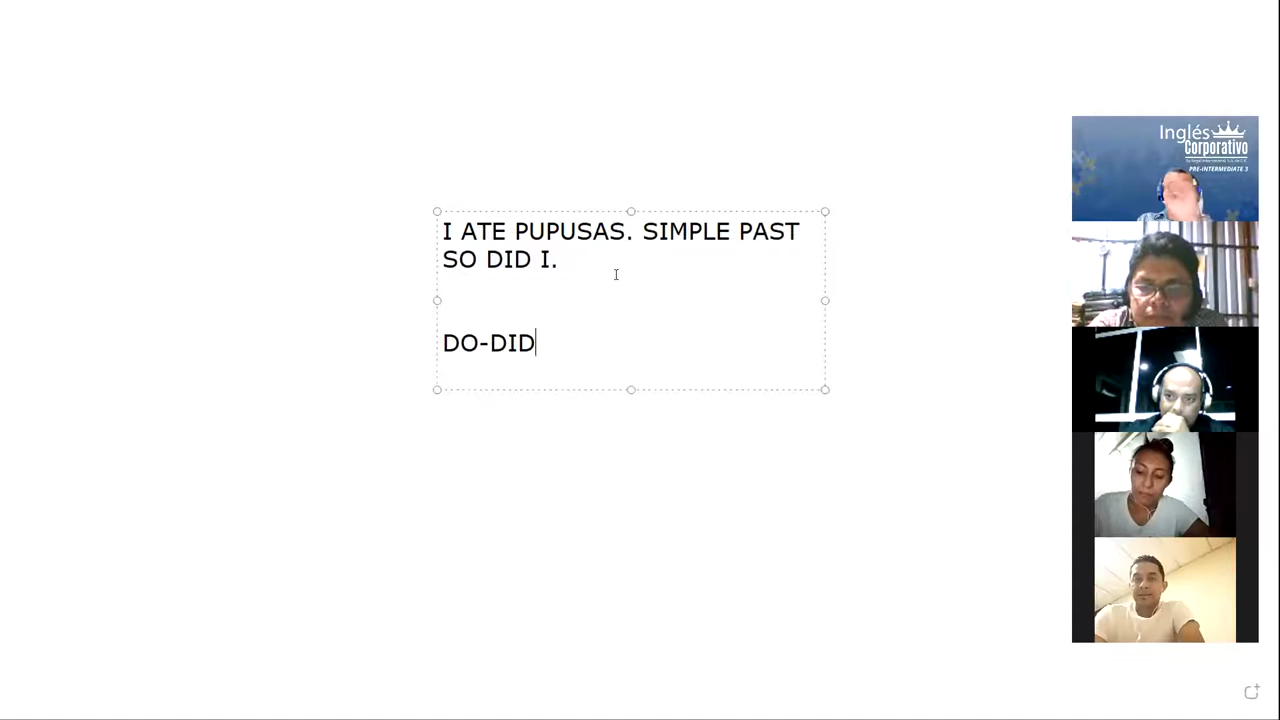 I ATE PUPUSAS. SIMPLE PAST
SO DID I.
DO-DID
Inglés
Corporativo
PRE-INTERMEDIATE 3